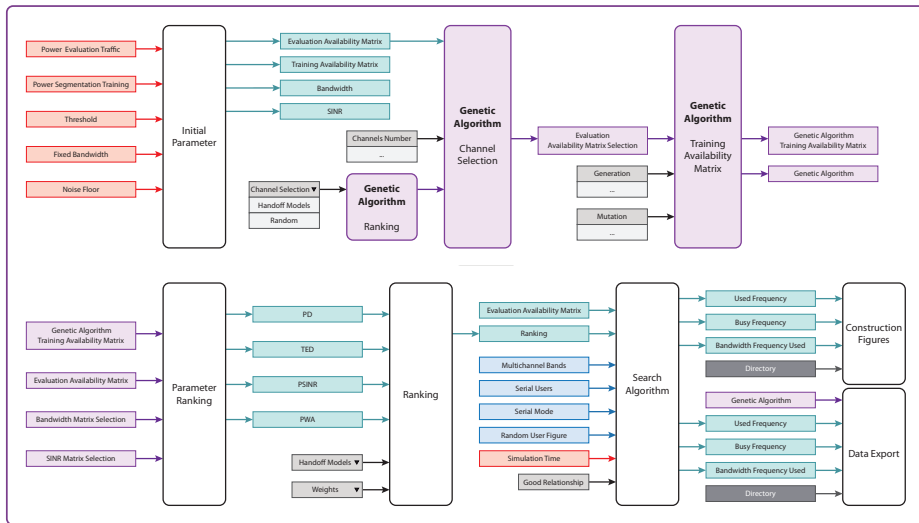 Power Evaluation Traffic
Power Segmentation Training
Threshold
Fixed Bandwidth
Noise Floor
Initial
Parameter
Evaluation Availability Matrix
Training Availability Matrix
Bandwidth
SINR
Channels Number
...
Channel Selection ▼
Handoff Models
Random
Genetic
Algorithm
Ranking
Genetic
Algorithm
Channel
Selection
Evaluation
Availability Matrix Selection
Generation
...
Mutation
...
Genetic
Algorithm
Training
Availability
Matrix
Genetic Algorithm
Training Availability Matrix
Genetic Algorithm
Genetic Algorithm
Training Availability Matrix
Evaluation Availability Matrix
Bandwidth Matrix Selection
SINR Matrix Selection
Parameter
Ranking
PD
TED
PSINR
PWA
Handoff Models ▼
Weights ▼
Ranking
Evaluation Availability Matrix
Ranking
Multichannel Bands
Serial Users
Serial Mode
Random User Figure
Simulation Time
Good Relationship
Search
Algorithm
Used Frequency
Busy Frequency
Bandwidth Frequency Used
Directory
Construction
Figures
Genetic Algorithm
Used Frequency
Busy Frequency
Bandwidth Frequency Used
Directory
Data Export